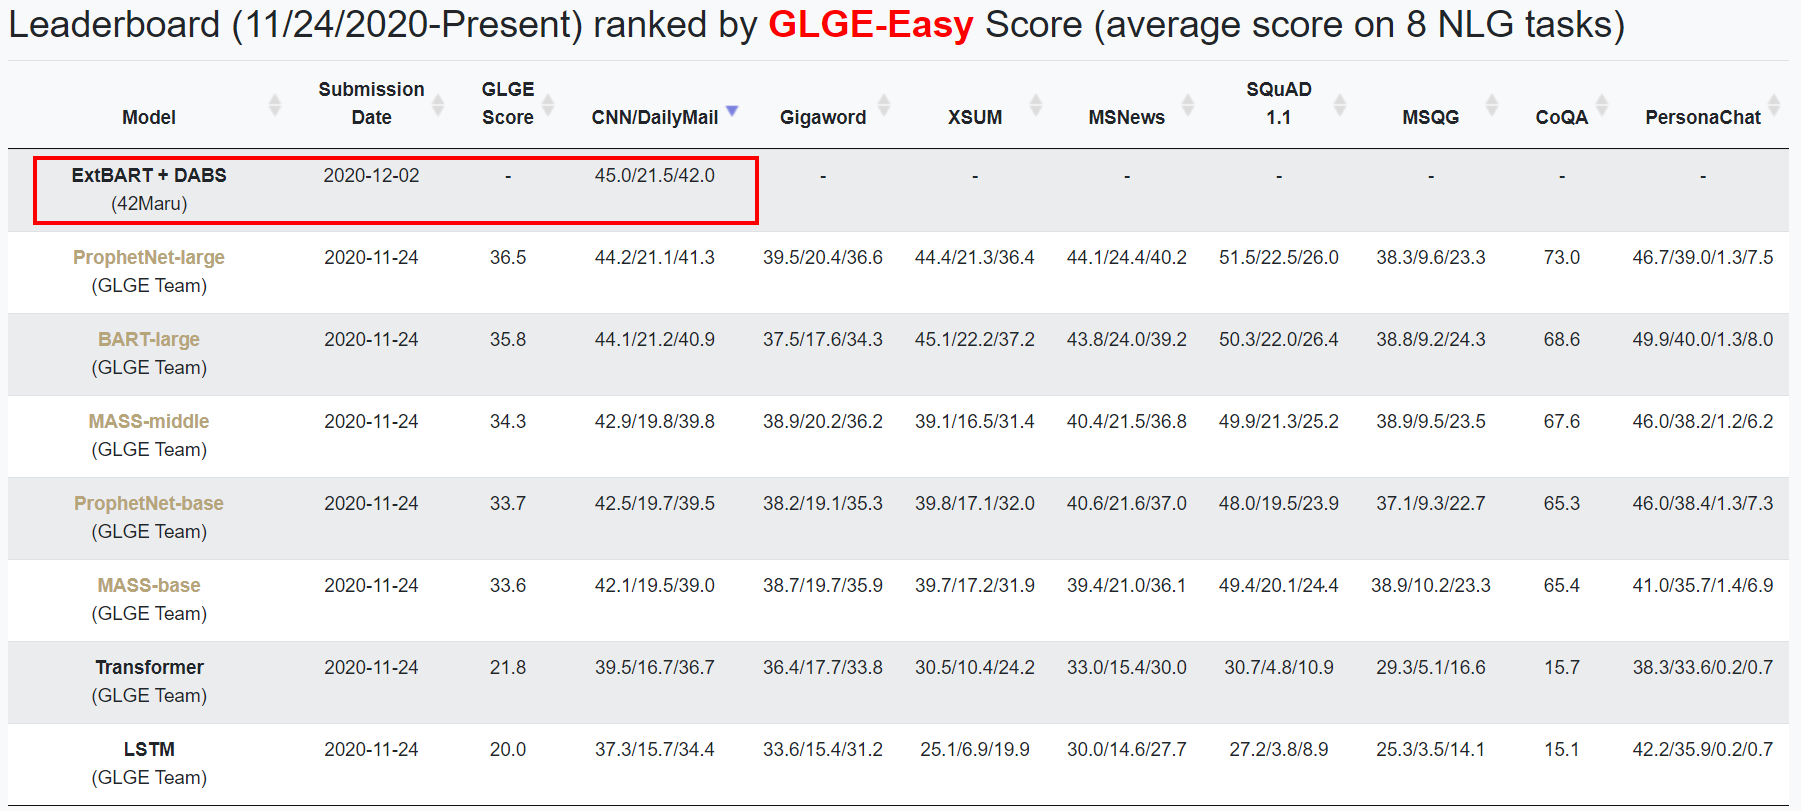 Leaderboard (11/24/2020-Present) ranked by GLGE-Easy Score (average score on 8 NLG tasks)
Model Submission Date GLGE Score CNN/DailyMail Gigaword XSUM MSNews SQuAD 1.1 MSQG CoQA PersonaChat
ExtBART + DABS 2020-12-02 - 45.0/21.5/42.0 - - - - - - -
(42Maru)
ProphetNet-large 2020-11-24 36.5 44.2/21.1/41.3 39.5/20.4/36.6 44.4/21.3/36.4 44.1/24.4/40.2 51.5/22.5/26.0 38.3/9.6/23.3 73.0 46.7/39.0/1.3/7.5
(GLGE Team)
BART-large 2020-11-24 35.8 44.1/21.2/40.9 37.5/17.6/34.3 45.1/22.2/37.2 43.8/24.0/39.2 50.3/22.0/26.4 38.8/9.2/24.3 68.6 49.9/40.0/1.3/8.0
(GLGE Team)
MASS-middle 2020-11-24 34.3 42.9/19.8/39.8 38.9/20.2/36.2 39.1/16.5/31.4 40.4/21.5/36.8 49.9/21.3/25.2 38.9/9.5/23.5 67.6 46.0/38.2/1.2/6.2
(GLGE Team)
ProphetNet-base 2020-11-24 33.7 42.5/19.7/39.5 38.2/19.1/35.3 39.8/17.1/32.0 40.6/21.6/37.0 48.0/19.5/23.9 37.1/9.3/22.7 65.3 46.0/38.4/1.3/7.3
(GLGE Team)
MASS-base 2020-11-24 33.6 42.1/19.5/39.0 38.7/19.7/35.9 39.7/17.2/31.9 39.4/21.0/36.1 49.4/20.1/24.4 38.9/10.2/23.3 65.4 41.0/35.7/1.4/6.9
(GLGE Team)
Transformer 2020-11-24 21.8 39.5/16.7/36.7 36.4/17.7/33.8 30.5/10.4/24.2 33.0/15.4/30.0 30.7/4.8/10.9 29.3/5.1/16.6 15.7 38.3/33.6/0.2/0.7
(GLGE Team)
LSTM 2020-11-24 20.0 37.3/15.7/34.4 33.6/15.4/31.2 25.1/6.9/19.9 30.0/14.6/27.7 27.2/3.8/8.9 25.3/3.5/14.1 15.1 42.2/35.9/0.2/0.7
(GLGE Team)